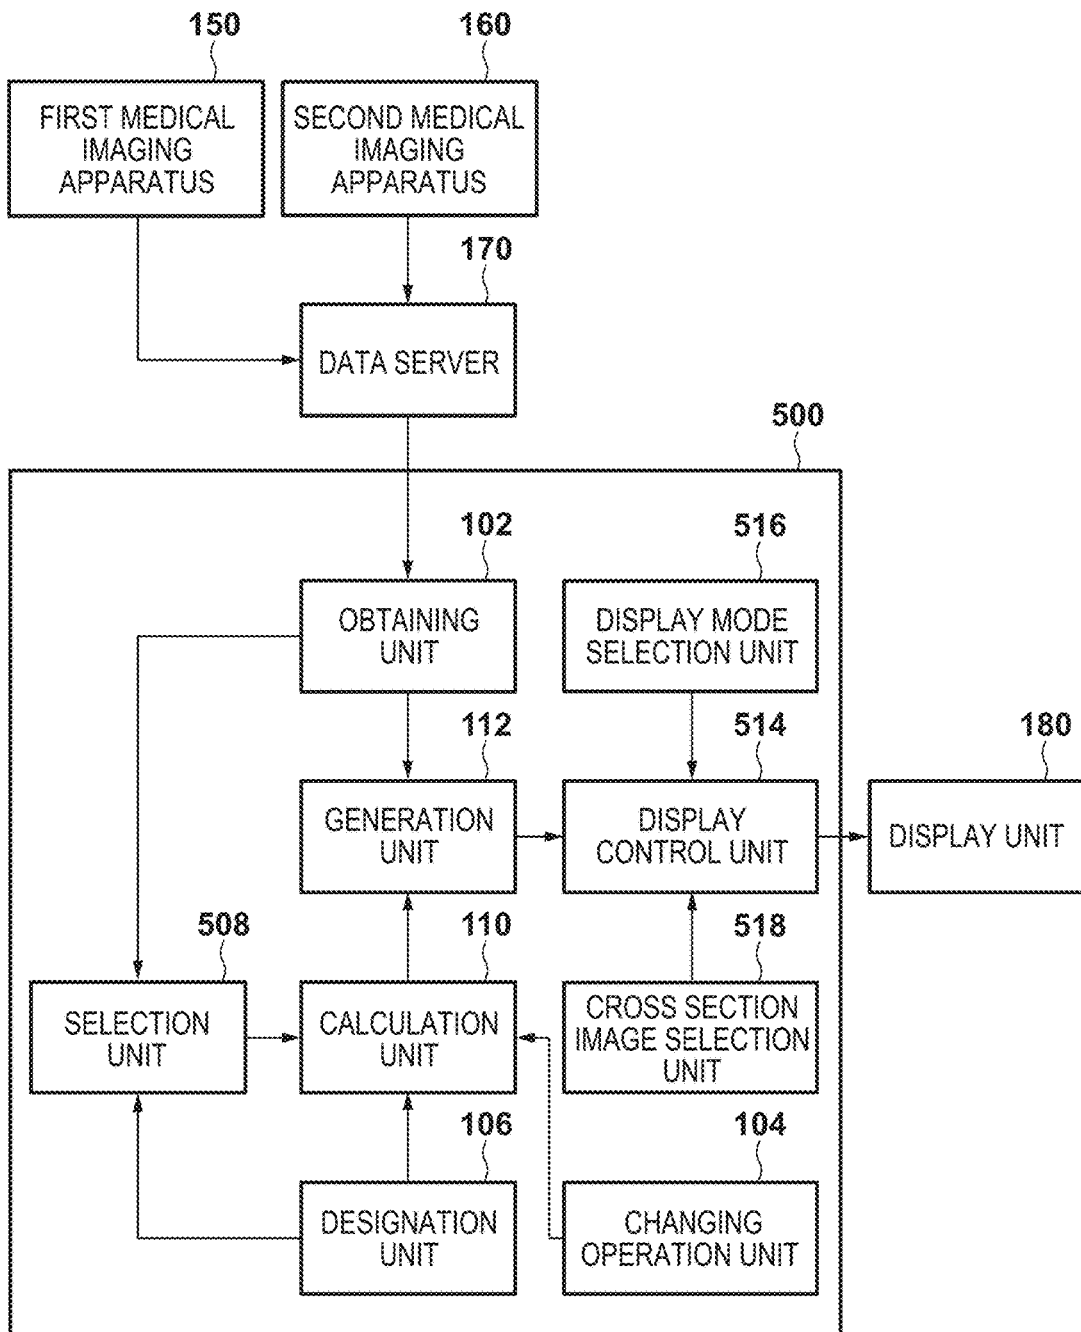 150
160
FIRST MEDICAL
IMAGING
APPARATUS
SECOND MEDICAL
IMAGING
APPARATUS
170
DATA SERVER
500
102
516
OBTAINING
UNIT
DISPLAY MODE
SELECTION UNIT
112
514
180
GENERATION
UNIT
DISPLAY
CONTROL UNIT
DISPLAY UNIT
508
110
518
SELECTION
UNIT
CALCULATION
UNIT
CROSS SECTION
IMAGE SELECTION
UNIT
106
104
DESIGNATION
UNIT
CHANGING
OPERATION UNIT